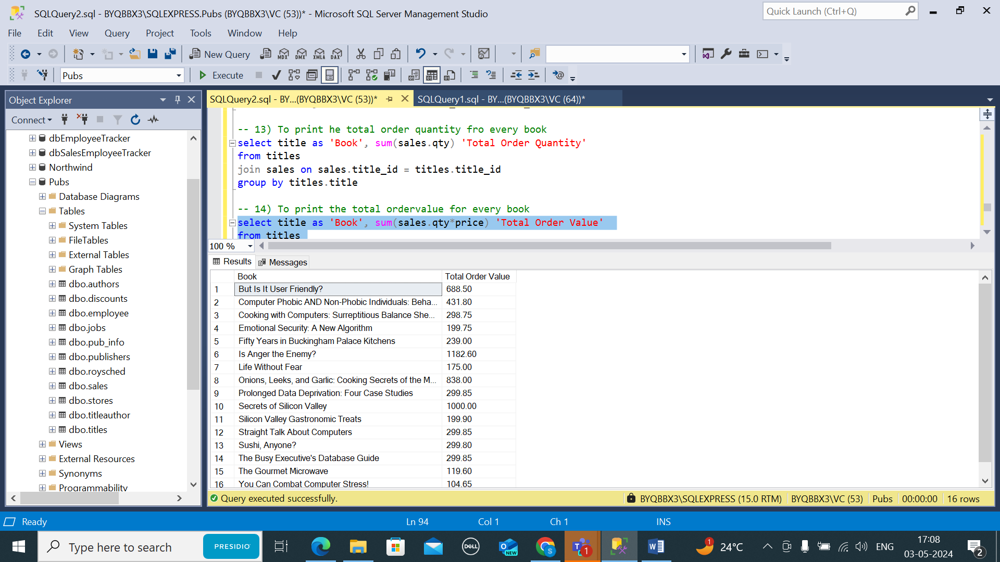 SQLQuery2.sql - BYQBBX3\SQLEXPRESS.Pubs (BYQBBX3\VC (53))* - Microsoft SQL Server Management Studio
Quick Launch (Ctrl+Q)
File Edit View Query Project Tools Window Help
New Query MDX DMX XMLA DAX
Pubs Execute
Object Explorer
Connect
dbEmployeeTracker
dbSalesEmployeeTracker
Northwind
Pubs
Database Diagrams
Tables
System Tables
FileTables
External Tables
Graph Tables
dbo.authors
dbo.discounts
dbo.employee
dbo.jobs
dbo.pub_info
dbo.publishers
dbo.roysched
dbo.sales
dbo.stores
dbo.titleauthor
dbo.titles
Views
External Resources
Synonyms
Programmability
SQLQuery2.sql - BY...(BYQBBX3\VC (53))* SQLQuery1.sql - BY...(BYQBBX3\VC (64))*
-- 13) To print he total order quantity fro every book
select title as 'Book', sum(sales.qty) 'Total Order Quantity'
from titles
join sales on sales.title_id = titles.title_id
group by titles.title
-- 14) To print the total ordervalue for every book
select title as 'Book', sum(sales.qty*price) 'Total Order Value'
from titles
100 %
Results Messages
Book Total Order Value
1 But Is It User Friendly? 688.50
2 Computer Phobic AND Non-Phobic Individuals: Beha... 431.80
3 Cooking with Computers: Surreptitious Balance She... 298.75
4 Emotional Security: A New Algorithm 199.75
5 Fifty Years in Buckingham Palace Kitchens 239.00
6 Is Anger the Enemy? 1182.60
7 Life Without Fear 175.00
8 Onions, Leeks, and Garlic: Cooking Secrets of the M... 838.00
9 Prolonged Data Deprivation: Four Case Studies 299.85
10 Secrets of Silicon Valley 1000.00
11 Silicon Valley Gastronomic Treats 199.90
12 Straight Talk About Computers 299.85
13 Sushi, Anyone? 299.80
14 The Busy Executive's Database Guide 299.85
15 The Gourmet Microwave 119.60
16 You Can Combat Computer Stress! 104.65
Query executed successfully. BYQBBX3\SQLEXPRESS (15.0 RTM) BYQBBX3\VC (53) Pubs 00:00:00 16 rows
Ready Ln 94 Col 1 Ch 1 INS
Type here to search PRESIDIO DELL NEW S 1 1 24°C ENG 17:08
03-05-2024 2